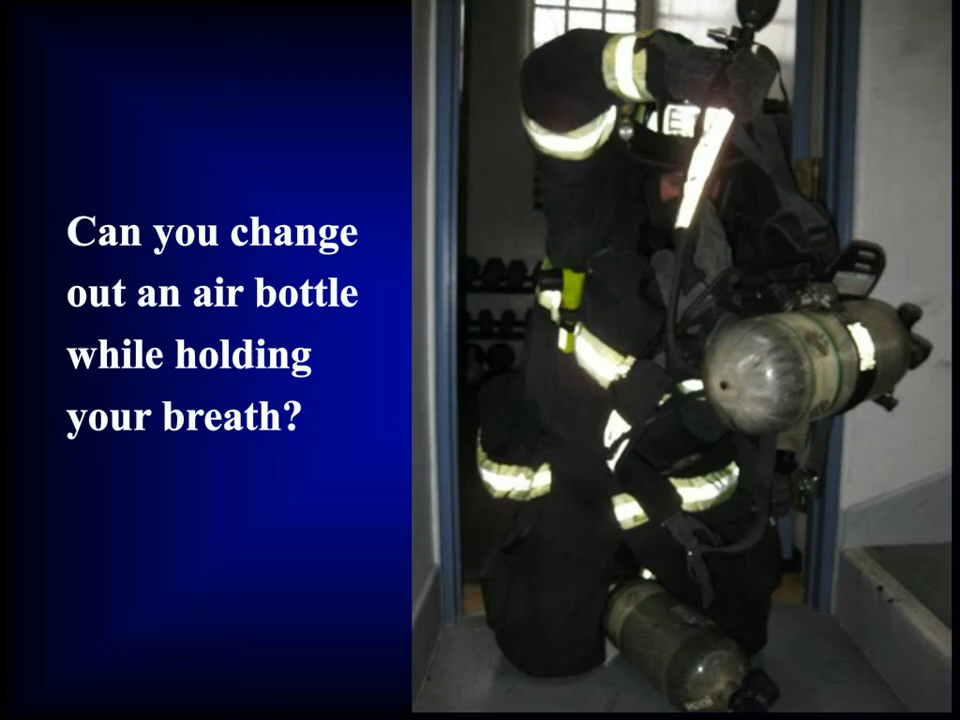 Can you change
out an air bottle
while holding
your breath?